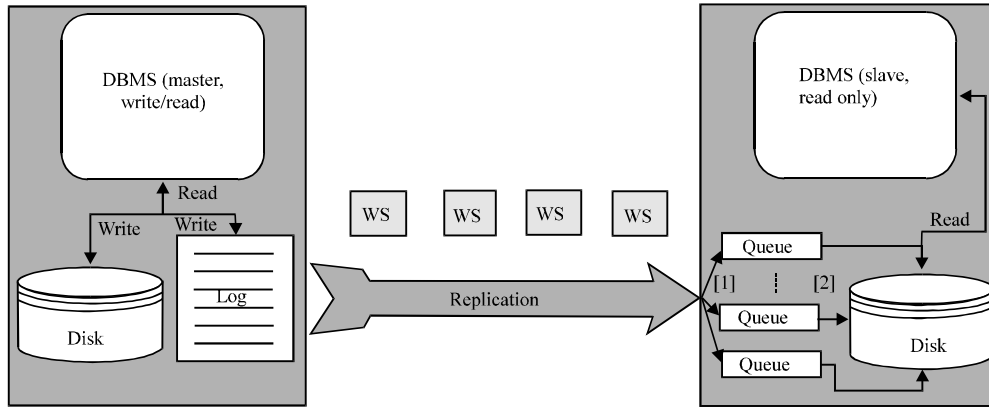 DBMS (master,
write/read)
Read
Write
Write
Log
Disk
WS
WS
WS
WS
Replication
DBMS (slave,
read only)
Read
Queue
[1]
[2]
Queue
Queue
Disk